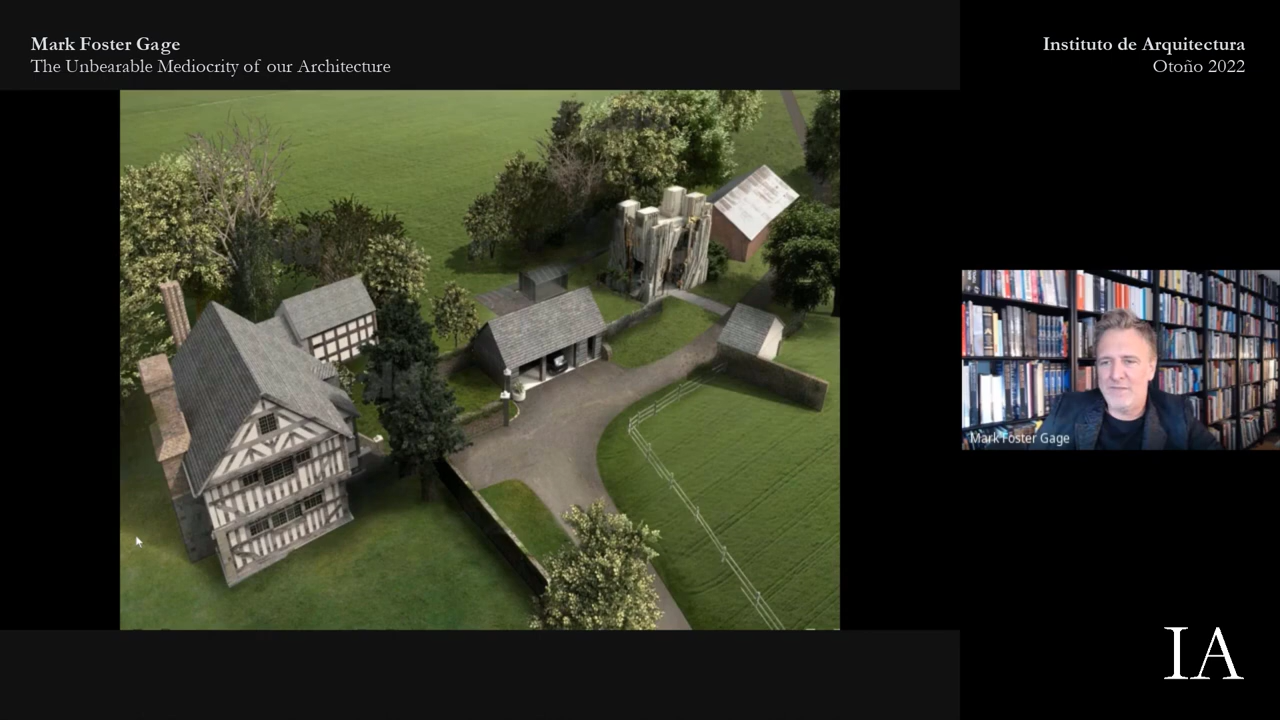 Mark Foster Gage
The Unbearable Mediocrity of our Architecture
Instituto de Arquitectura
Otoño 2022
Mark Foster Gage
IA